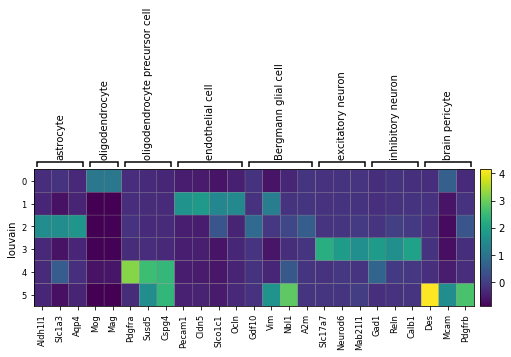 astrocyte
oligodendrocyte
oligodendrocyte precursor cell
endothelial cell
Bergmann glial cell
excitatory neuron
inhibitory neuron
brain pericyte
louvain
0
1
2
3
4
5
4
3
2
1
0
Aldh1l1
Slc1a3
Aqp4
Mog
Mag
Pdgfra
Susd5
Cspg4
Pecam1
Cldn5
Slco1c1
Ocln
Gdf10
Vim
Nbl1
A2m
Slc17a7
Neurod6
Mab21l1
Gad1
Reln
Calb1
Des
Mcam
Pdgfrb